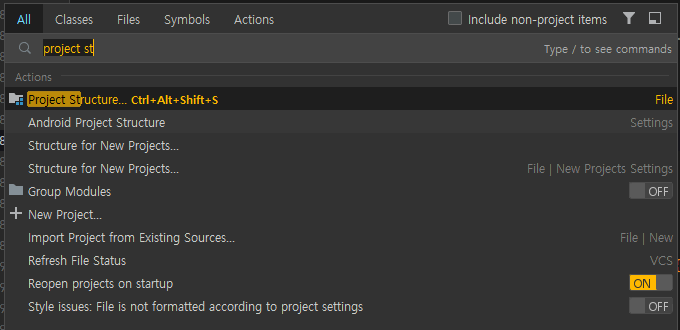 All Classes Files Symbols Actions Include non-project items
project st Type / to see commands
Actions
Project Structure... Ctrl+Alt+Shift+S File
Android Project Structure Settings
Structure for New Projects...
Structure for New Projects... File | New Projects Settings
Group Modules OFF
New Project...
Import Project from Existing Sources... File | New
Refresh File Status VCS
Reopen projects on startup ON
Style issues: File is not formatted according to project settings OFF